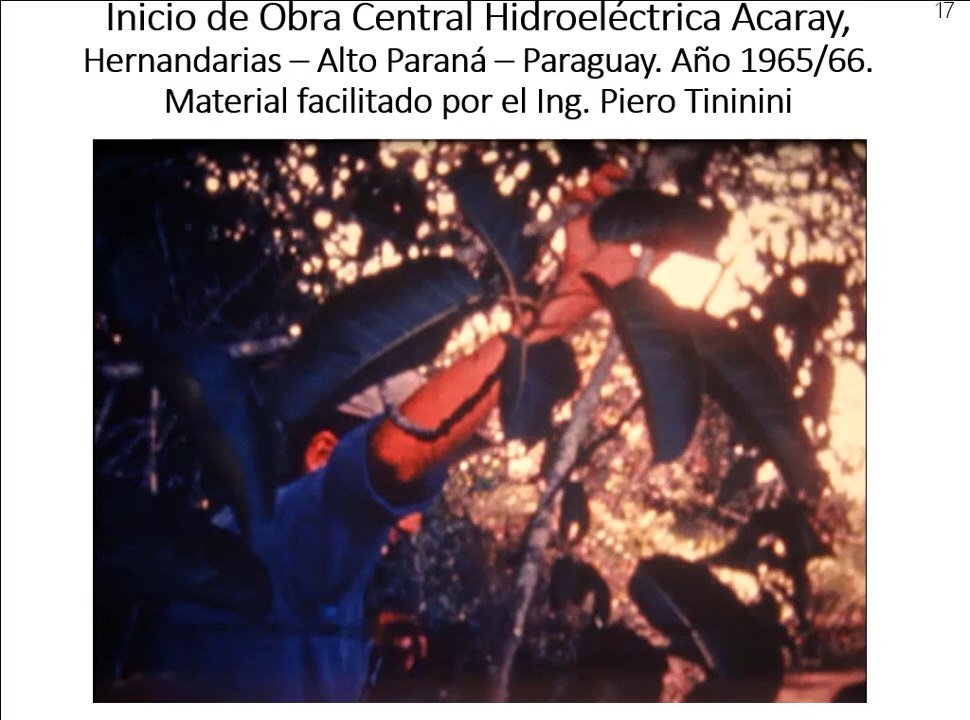 17
Inicio de Obra Central Hidroeléctrica Acaray,
Hernandarias – Alto Paraná – Paraguay. Año 1965/66.
Material facilitado por el Ing. Piero Tininini